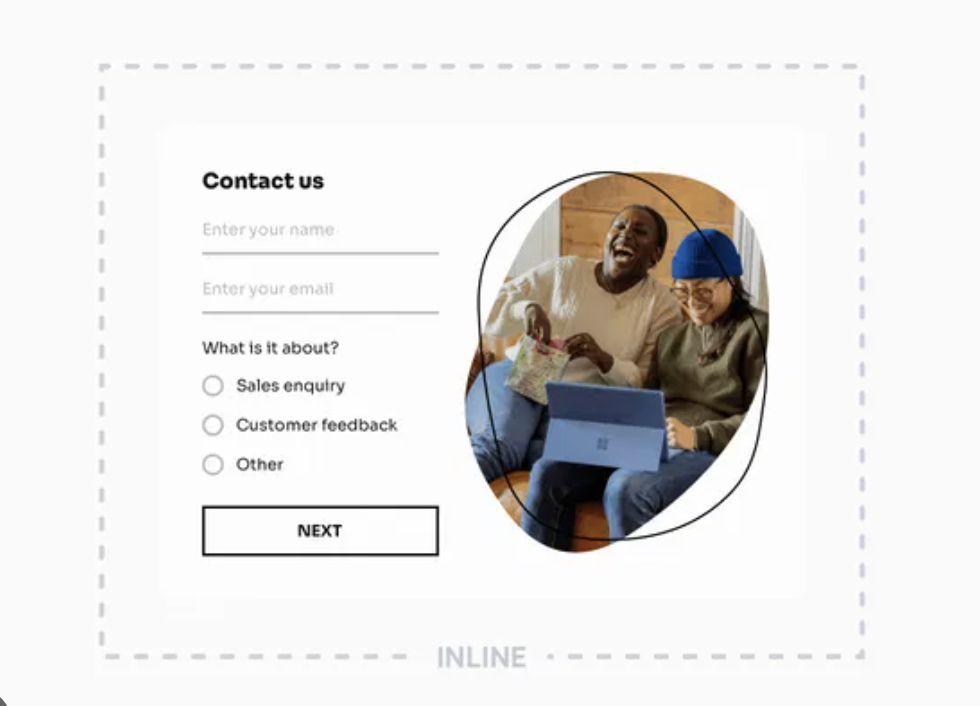 Contact us
Enter your name
Enter your email
What is it about?
Sales enquiry
Customer feedback
Other
NEXT
INLINE